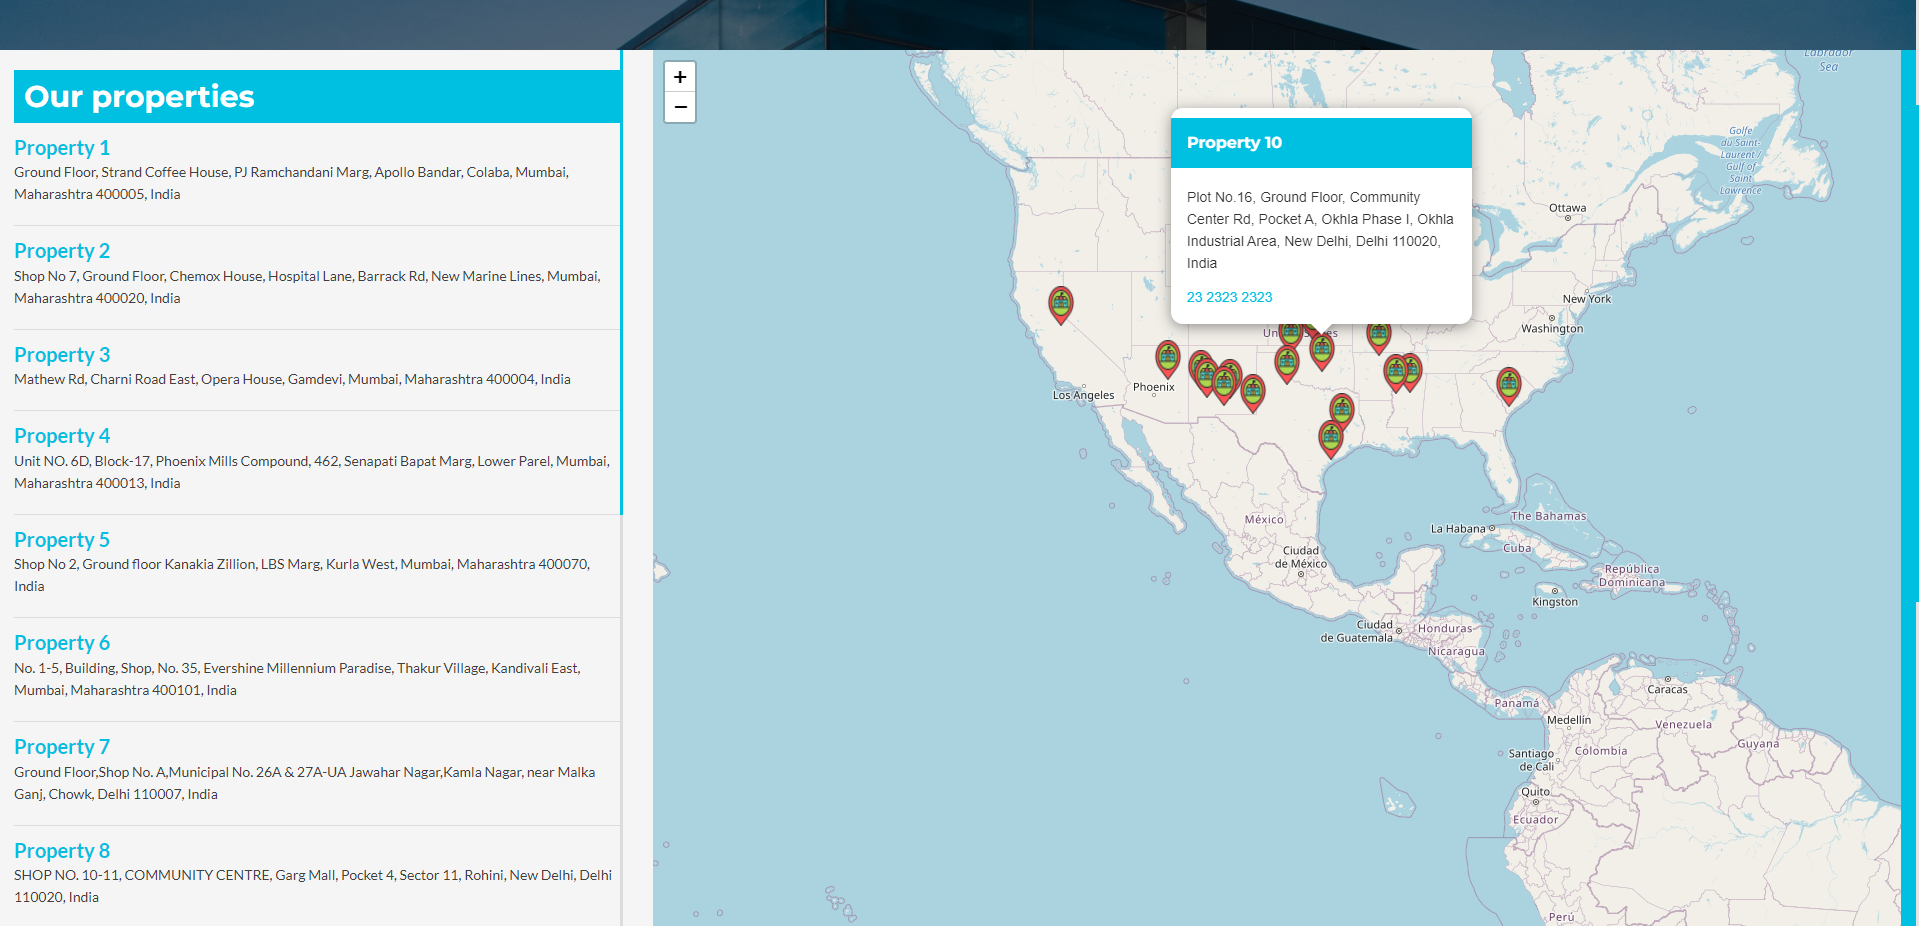 Our properties
Property 1
Ground Floor, Strand Coffee House, PJ Ramchandani Marg, Apollo Bandar, Colaba, Mumbai,
Maharashtra 400005, India
Property 2
Shop No 7, Ground Floor, Chemox House, Hospital Lane, Barrack Rd, New Marine Lines, Mumbai,
Maharashtra 400020, India
Property 3
Mathew Rd, Charni Road East, Opera House, Gamdevi, Mumbai, Maharashtra 400004, India
Property 4
Unit NO. 6D, Block-17, Phoenix Mills Compound, 462, Senapati Bapat Marg, Lower Parel, Mumbai,
Maharashtra 400013, India
Property 5
Shop No 2, Ground floor Kanakia Zillion, LBS Marg, Kurla West, Mumbai, Maharashtra 400070,
India
Property 6
No. 1-5, Building, Shop, No. 35, Evershine Millennium Paradise, Thakur Village, Kandivali East,
Mumbai, Maharashtra 400101, India
Property 7
Ground Floor,Shop No. A,Municipal No. 26A & 27A-UA Jawahar Nagar,Kamla Nagar, near Malka
Ganj, Chowk, Delhi 110007, India
Property 8
SHOP NO. 10-11, COMMUNITY CENTRE, Garg Mall, Pocket 4, Sector 11, Rohini, New Delhi, Delhi
110020, India
+
−
Property 10
Plot No.16, Ground Floor, Community
Center Rd, Pocket A, Okhla Phase I, Okhla
Industrial Area, New Delhi, Delhi 110020,
India
23 2323 2323
Labrador
Sea
Golfe
du Saint-
Laurent /
Gulf of
Saint
Lawrence
Ottawa
New York
Washington
Phoenix
Los Angeles
México
Ciudad
de México
La Habana
The Bahamas
Cuba
República
Dominicana
Kingston
Ciudad
de Guatemala
Honduras
Nicaragua
Caracas
Panamá
Medellín
Venezuela
Santiago
de Cali
Colombia
Guyana
Quito
Ecuador
Perú